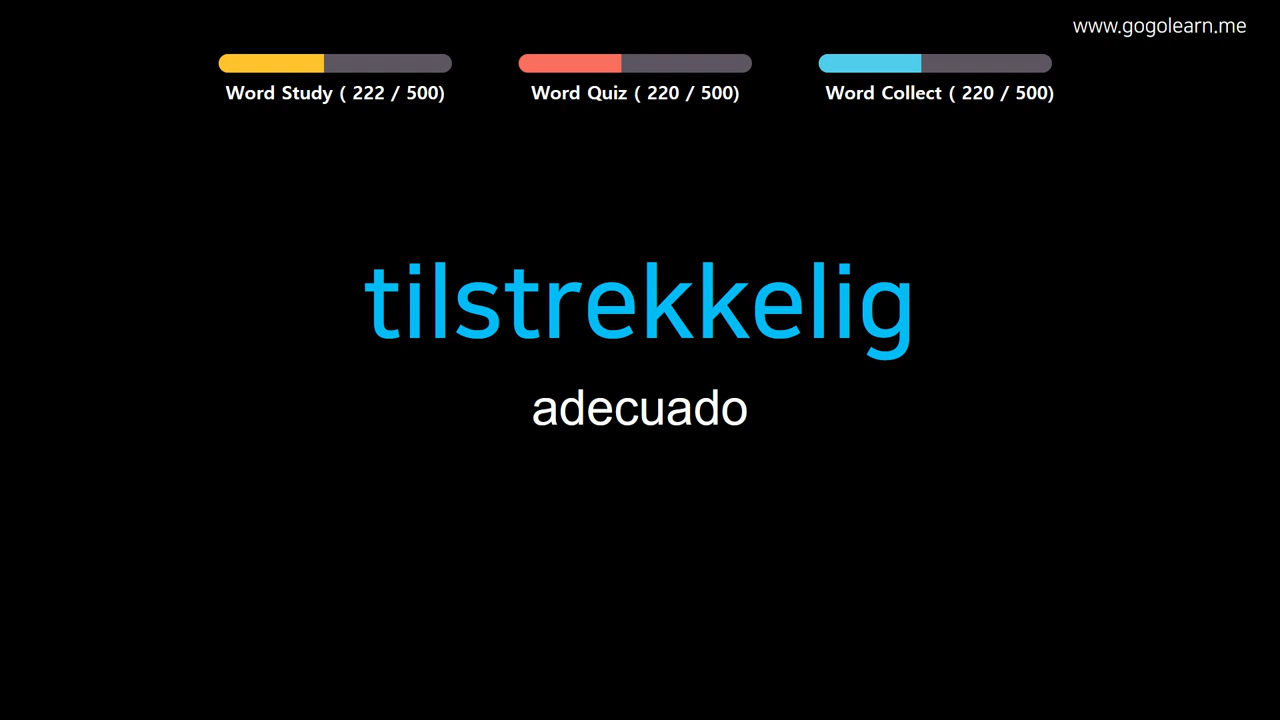 www.gogolearn.me
Word Study ( 222 / 500)
Word Quiz ( 220 / 500)
Word Collect ( 220 / 500)
tilstrekkelig
adecuado